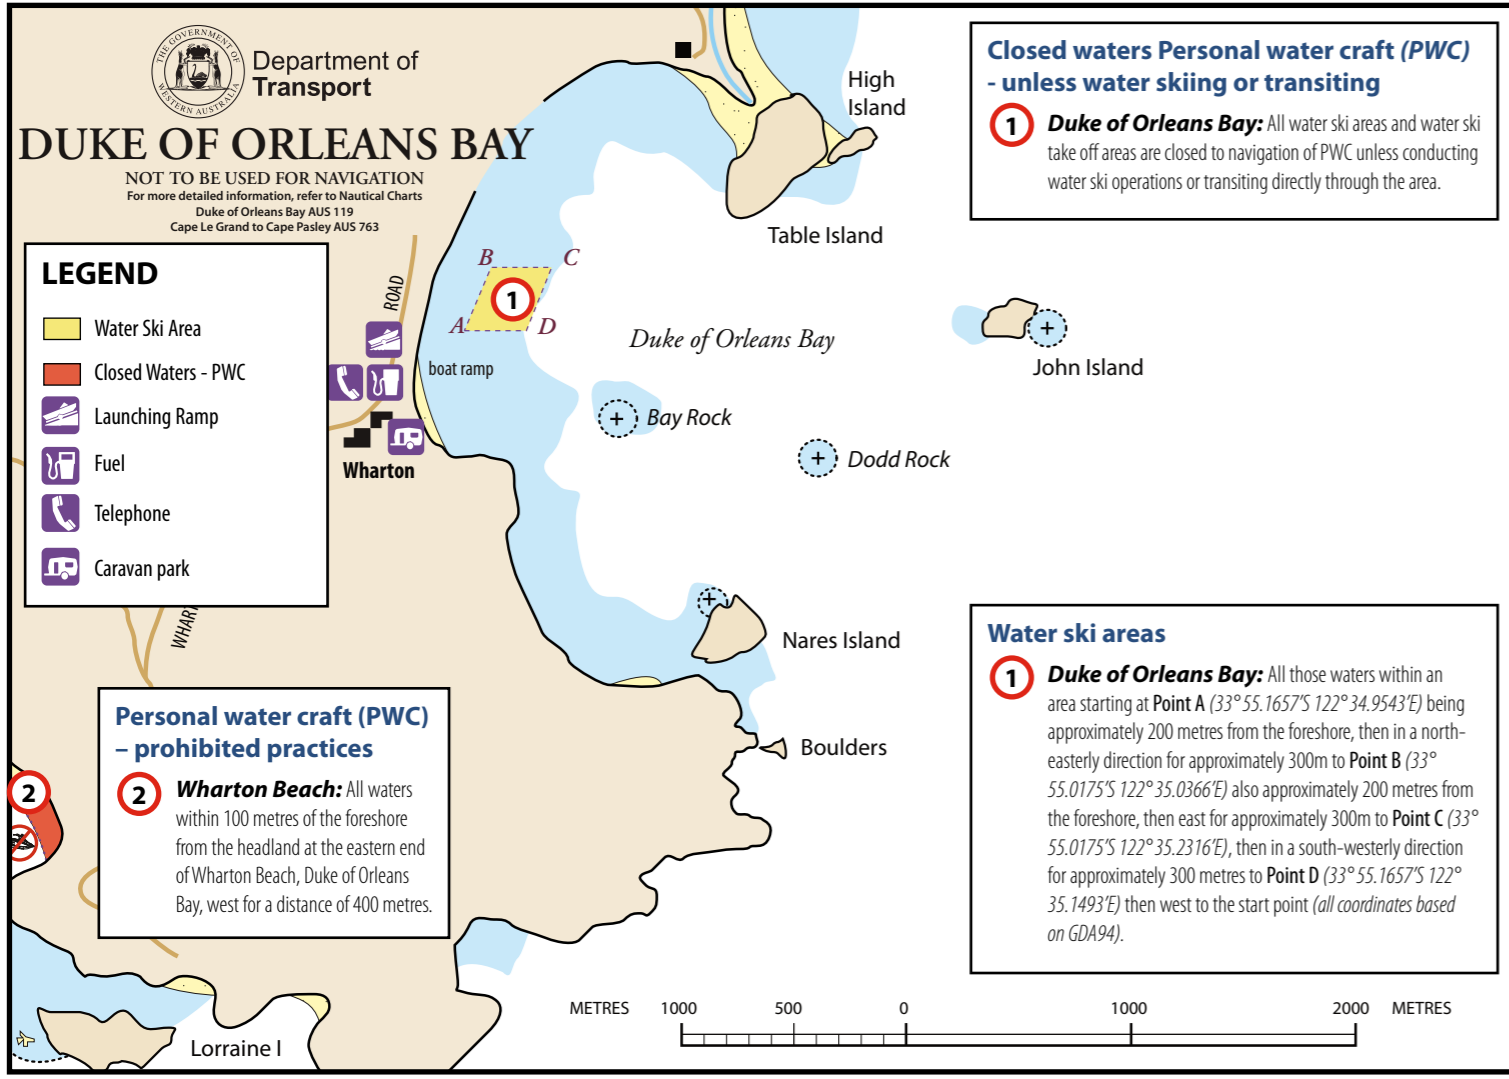 THE GOVERNMENT OF
WESTERN AUSTRALIA
Department of
Transport
DUKE OF ORLEANS BAY
NOT TO BE USED FOR NAVIGATION
For more detailed information, refer to Nautical Charts
Duke of Orleans Bay AUS 119
Cape Le Grand to Cape Pasley AUS 763
LEGEND
Water Ski Area
Closed Waters - PWC
Launching Ramp
Fuel
Telephone
Caravan park
ROAD
WHART
boat ramp
Wharton
B
C
1
A
D
High
Island
Table Island
Duke of Orleans Bay
John Island
Bay Rock
Dodd Rock
Nares Island
Boulders
Lorraine I
2
Closed waters Personal water craft (PWC)
- unless water skiing or transiting
1 Duke of Orleans Bay: All water ski areas and water ski
take off areas are closed to navigation of PWC unless conducting
water ski operations or transiting directly through the area.
Personal water craft (PWC)
– prohibited practices
2 Wharton Beach: All waters
within 100 metres of the foreshore
from the headland at the eastern end
of Wharton Beach, Duke of Orleans
Bay, west for a distance of 400 metres.
Water ski areas
1 Duke of Orleans Bay: All those waters within an
area starting at Point A (33° 55.1657'S 122° 34.9543'E) being
approximately 200 metres from the foreshore, then in a north-
easterly direction for approximately 300m to Point B (33°
55.0175'S 122° 35.0366'E) also approximately 200 metres from
the foreshore, then east for approximately 300m to Point C (33°
55.0175'S 122° 35.2316'E), then in a south-westerly direction
for approximately 300 metres to Point D (33° 55.1657'S 122°
35.1493'E) then west to the start point (all coordinates based
on GDA94).
METRES 1000 500 0 1000 2000 METRES